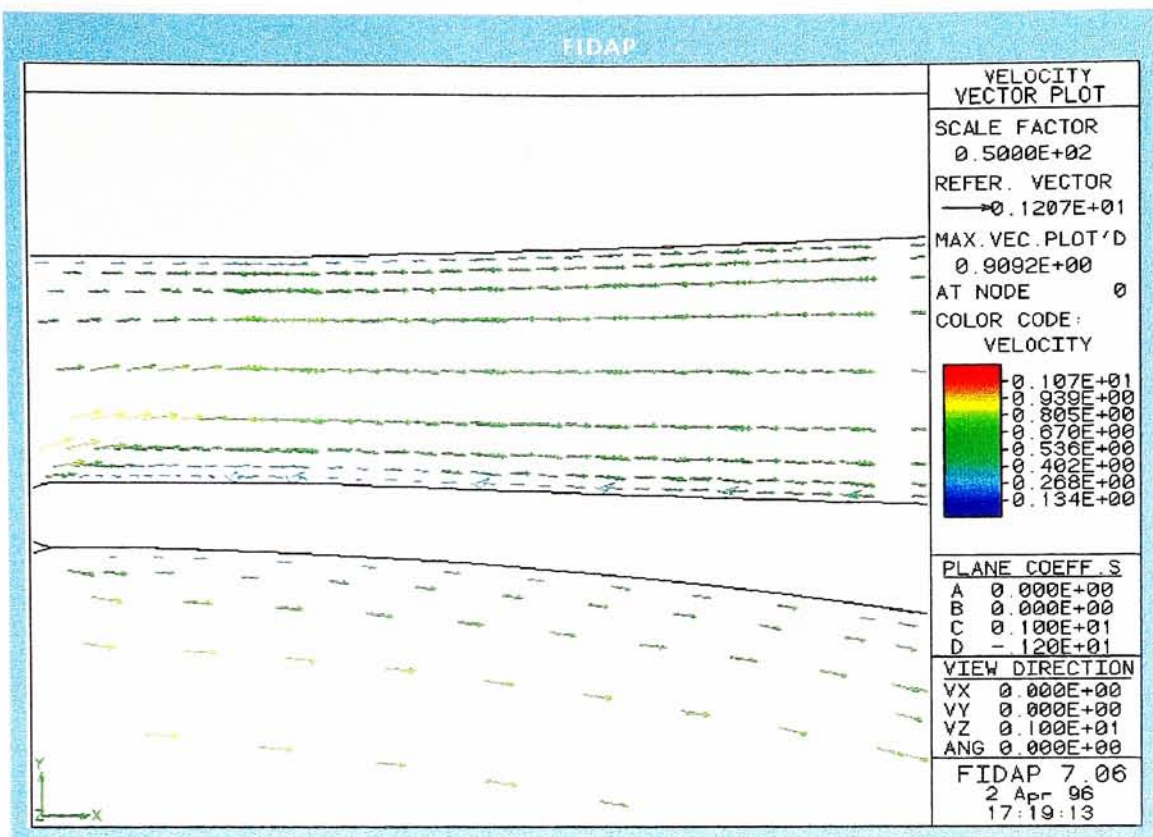 FIDAP
VELOCITY
VECTOR PLOT
SCALE FACTOR
0.5000E+02
REFER. VECTOR
0.1207E+01
MAX.VEC.PLOT'D
0.9092E+00
AT NODE 0
COLOR CODE:
VELOCITY
0.107E+01
0.939E+00
0.805E+00
0.670E+00
0.536E+00
0.402E+00
0.268E+00
0.134E+00
PLANE COEFF.S
A 0.000E+00
B 0.000E+00
C 0.100E+01
D -.120E+01
VIEW DIRECTION
VX 0.000E+00
VY 0.000E+00
VZ 0.100E+01
ANG 0.000E+00
FIDAP 7.06
2 Apr 96
17:19:13
Y
Z X